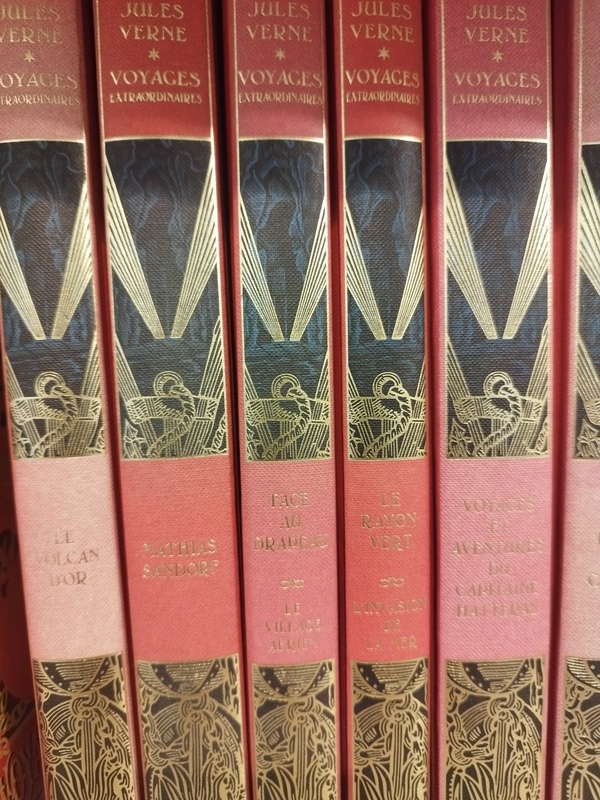 JULES
VERNE
VOYAGES
EXTRAORDINAIRES
LE
VOLCAN
D'OR
JULES
VERNE
VOYAGES
EXTRAORDINAIRES
MATHIAS
SANDORF
JULES
VERNE
VOYAGES
EXTRAORDINAIRES
FACE
AU
DRAPEAU
LE
VILLAGE
AÉRIEN
JULES
VERNE
VOYAGES
EXTRAORDINAIRES
LE
RAYON
VERT
L'INVASION
DE
LA MER
JULES
VERNE
VOYAGES
EXTRAORDINAIRES
VOYAGES
ET
AVENTURES
DU
CAPITAINE
HATTERAS